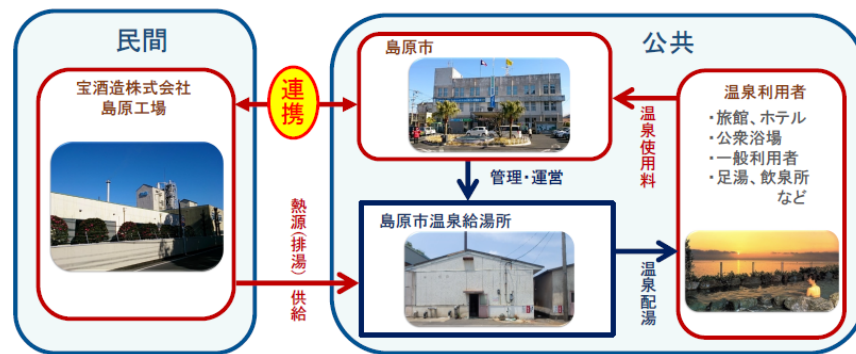 民間
公共
宝酒造株式会社
島原工場
連携
島原市
温泉使用料
温泉利用者
・旅館、ホテル
・公衆浴場
・一般利用者
・足湯、飲泉所
など
管理・運営
熱源(排湯)
供給
島原市温泉給湯所
温泉配湯